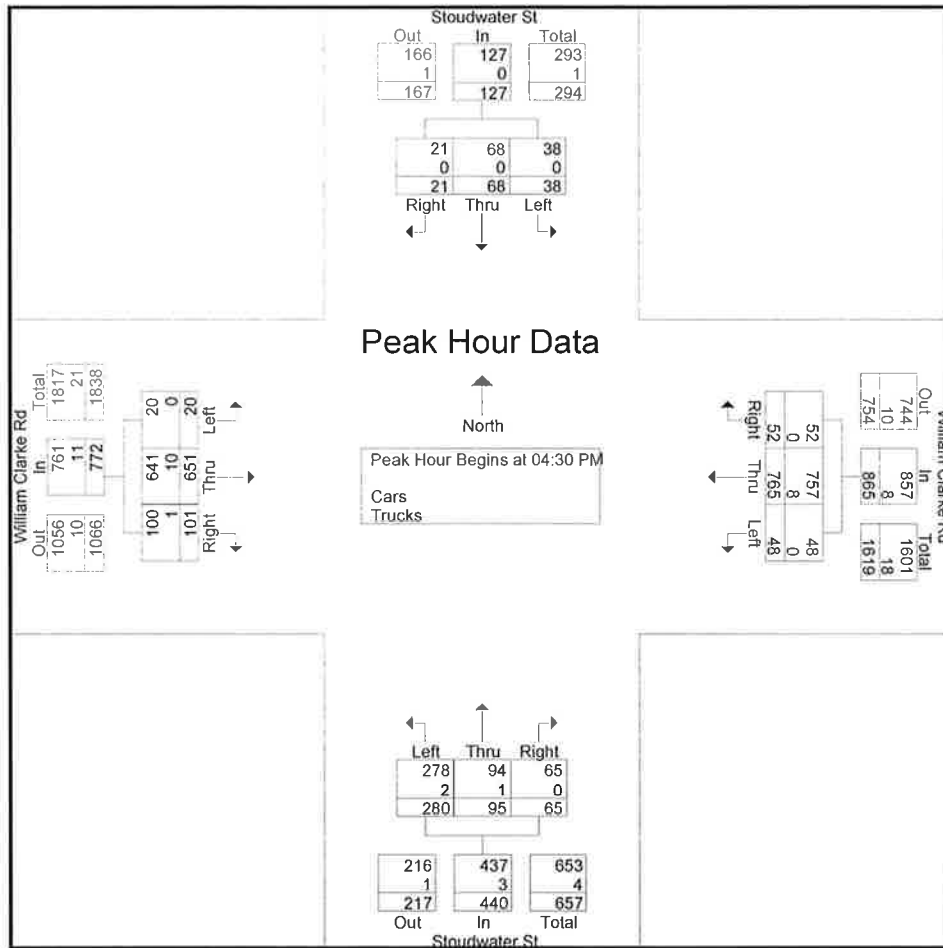 Stoudwater St
Out In Total
166 127 293
1 0 1
167 127 294
21 68 38
0 0 0
21 68 38
Right Thru Left
Peak Hour Data
North
Peak Hour Begins at 04:30 PM
Cars
Trucks
William Clarke Rd
Total In Out
1817 761 1056
21 11 10
1838 772 1066
20 641 100
0 10 1
20 651 101
Left Thru Right
Right Thru Left
52 765 48
0 8 0
52 757 48
754 865 1619
10 8 18
744 857 1601
Out In Total
William Clarke Rd
Left Thru Right
278 94 65
2 1 0
280 95 65
216 437 653
1 3 4
217 440 657
Out In Total
Stoudwater St